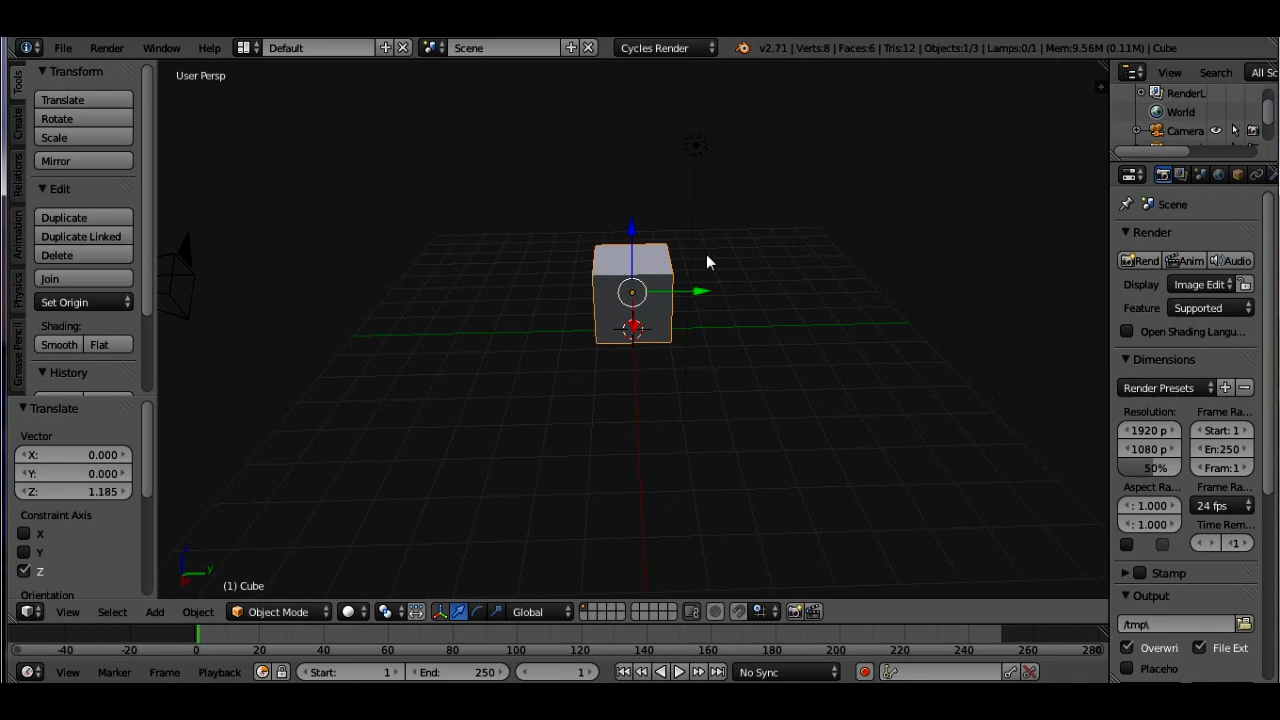 File Render Window Help Default Scene Cycles Render v2.71 | Verts:8 | Faces:6 | Tris:12 | Objects:1/3 | Lamps:0/1 | Mem:9.56M (0.11M) | Cube
User Persp
Tools
Create
Relations
Animation
Physics
Grease Pencil
Transform
Translate
Rotate
Scale
Mirror
Edit
Duplicate
Duplicate Linked
Delete
Join
Set Origin
Shading:
Smooth Flat
History
Translate
Vector
X: 0.000
Y: 0.000
Z: 1.185
Constraint Axis
X
Y
Z
Orientation
z
y
x
(1) Cube
View Search All Sc
RenderL
World
Camera
Scene
Render
Rend Anim Audio
Display Image Edit
Feature Supported
Open Shading Langu...
Dimensions
Render Presets
Resolution: Frame Ra...
1920 p Start: 1
1080 p En:250
50% Fram:1
Aspect Ra... Frame Ra...
: 1.000 24 fps
: 1.000 Time Rem...
1
Stamp
Output
/tmp\
Overwri File Ext
Placeho
View Select Add Object Object Mode Global
-40 -20 0 20 40 60 80 100 120 140 160 180 200 220 240 260 280
View Marker Frame Playback Start: 1 End: 250 1 No Sync